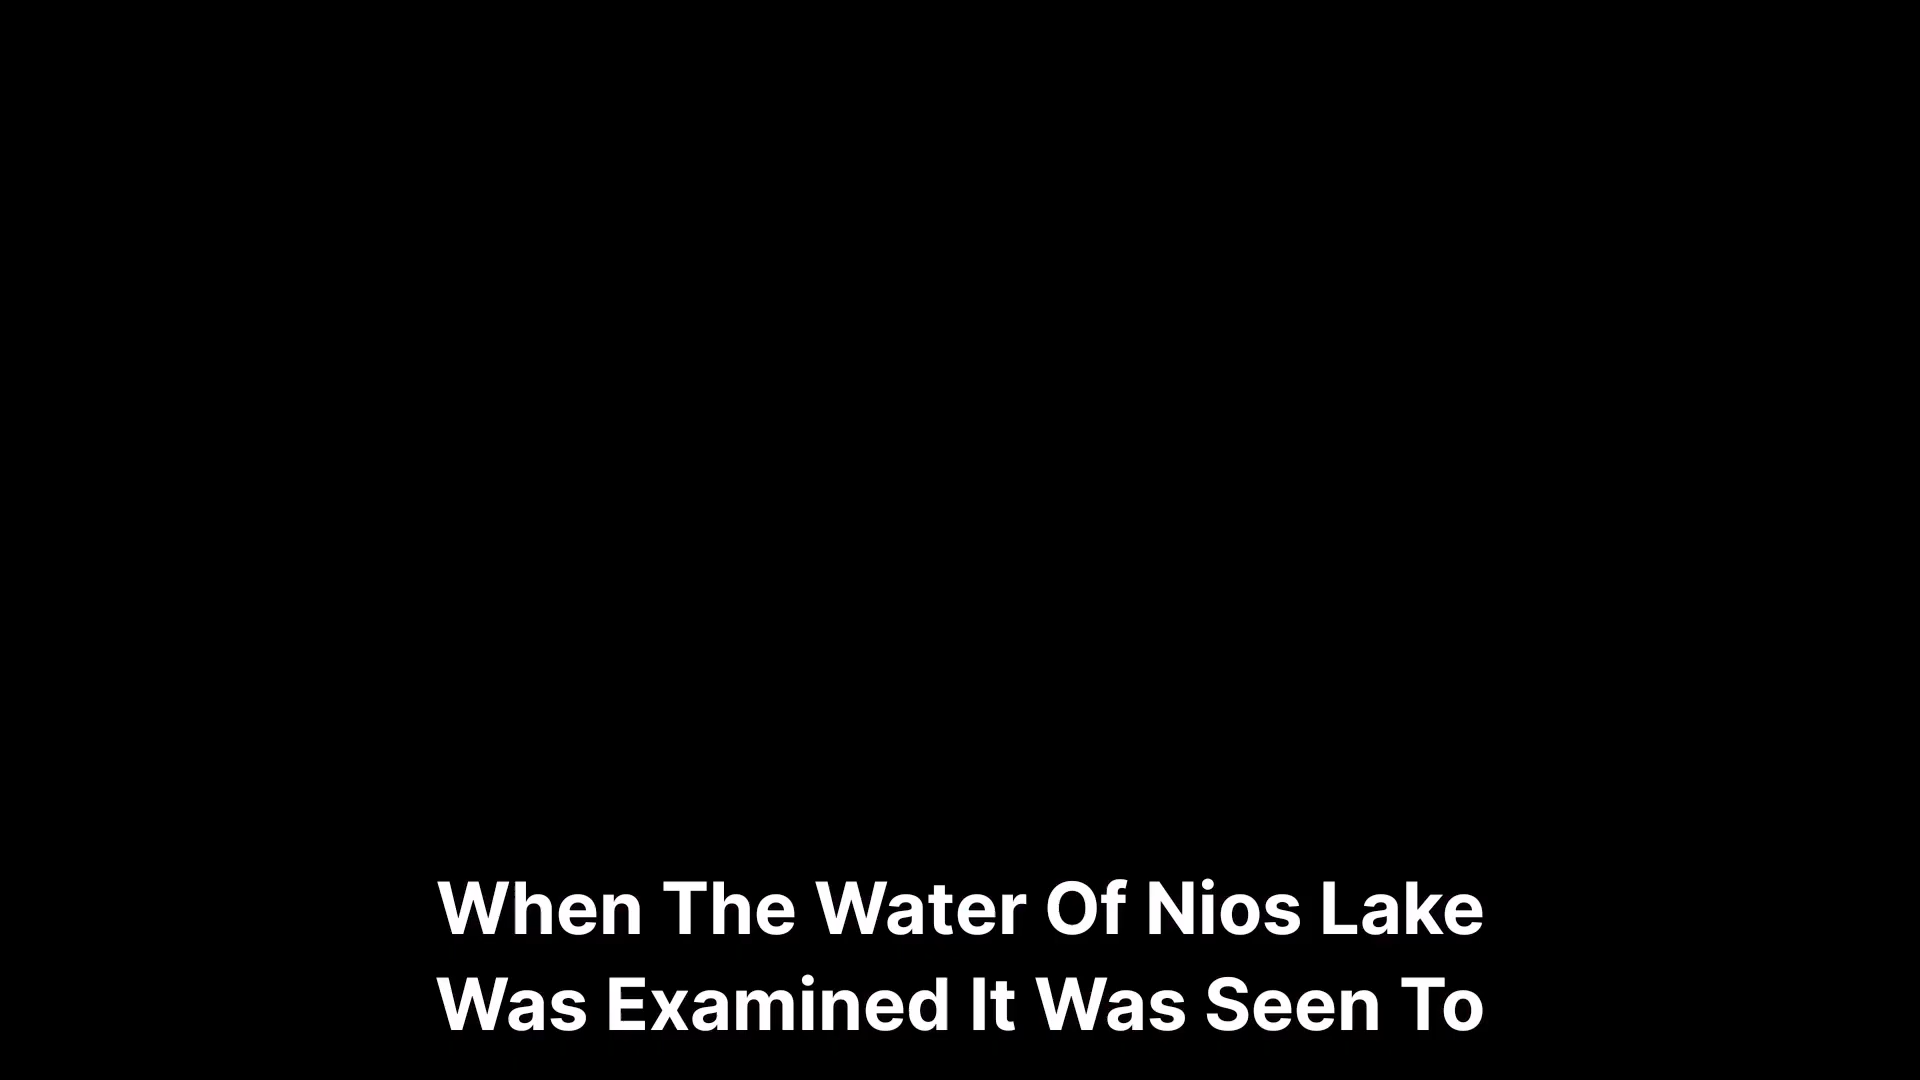 When The Water Of Nios Lake
Was Examined It Was Seen To